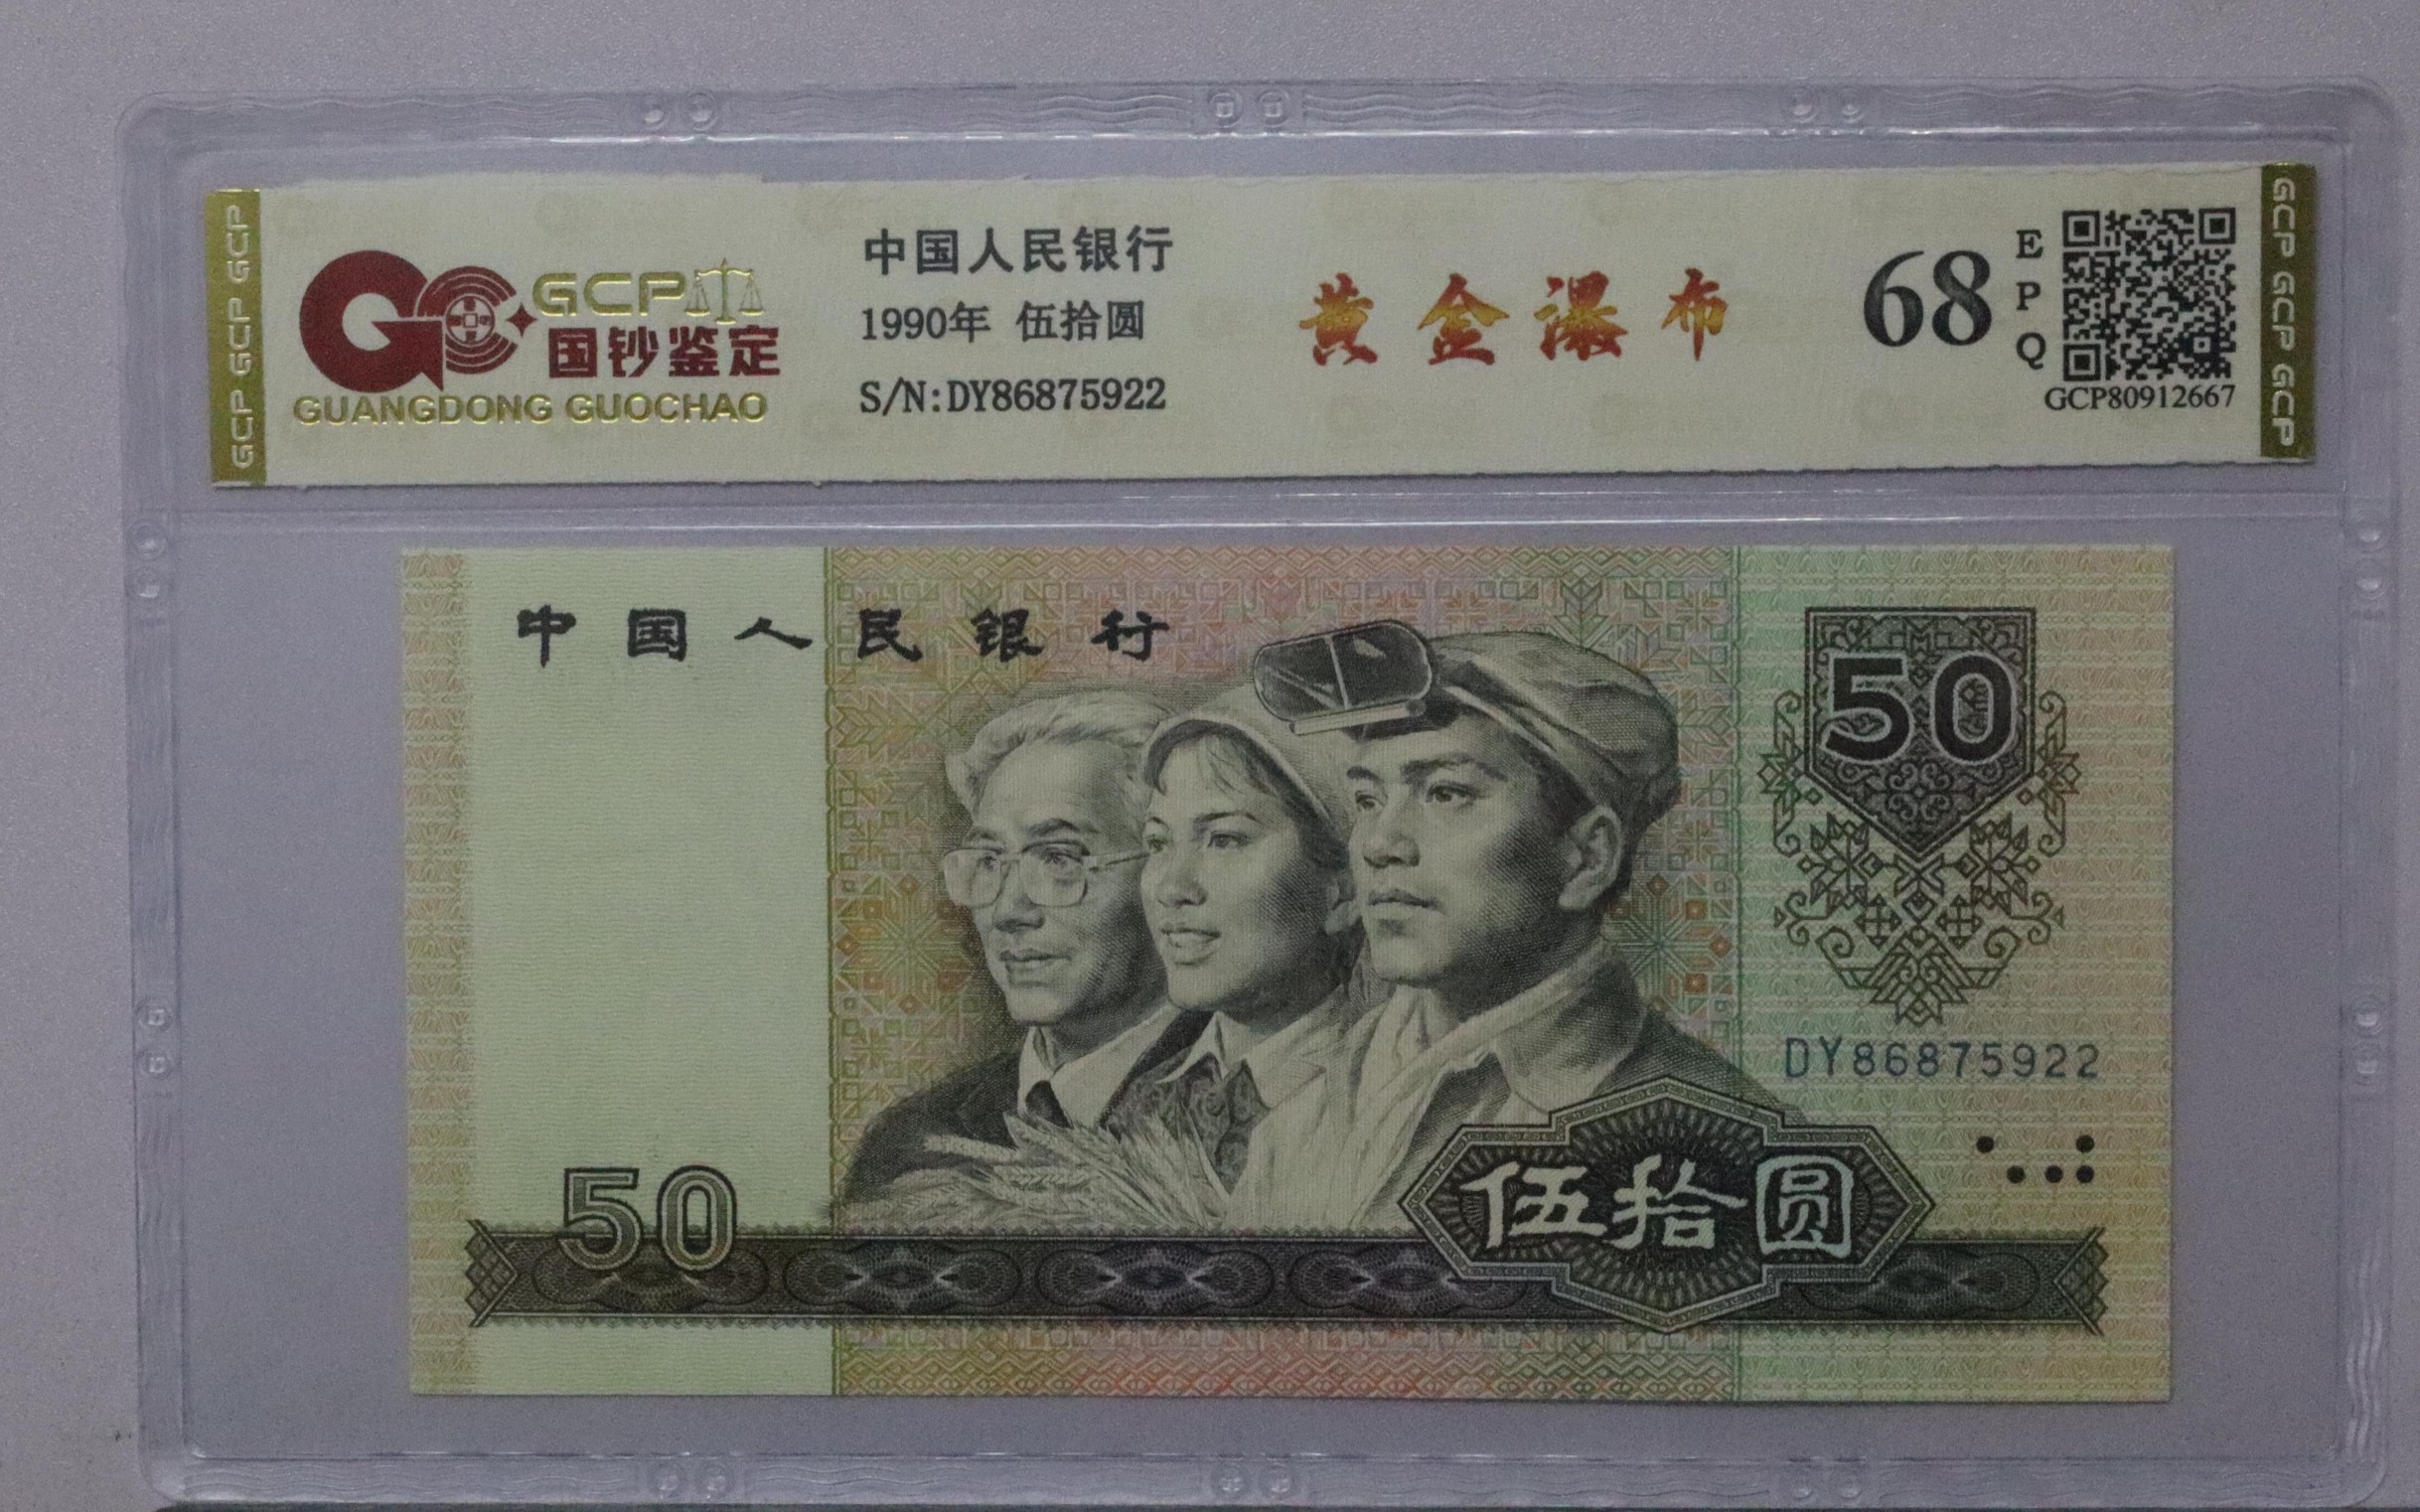 GCP GCP GCP
GCP
国钞鉴定
GUANGDONG GUOCHAO
中国人民银行
1990年 伍拾圆
S/N:DY86875922
黄金瀑布
68
EPQ
GCP80912667
GCP GCP GCP
中国人民银行
50
DY86875922
50
伍拾圆